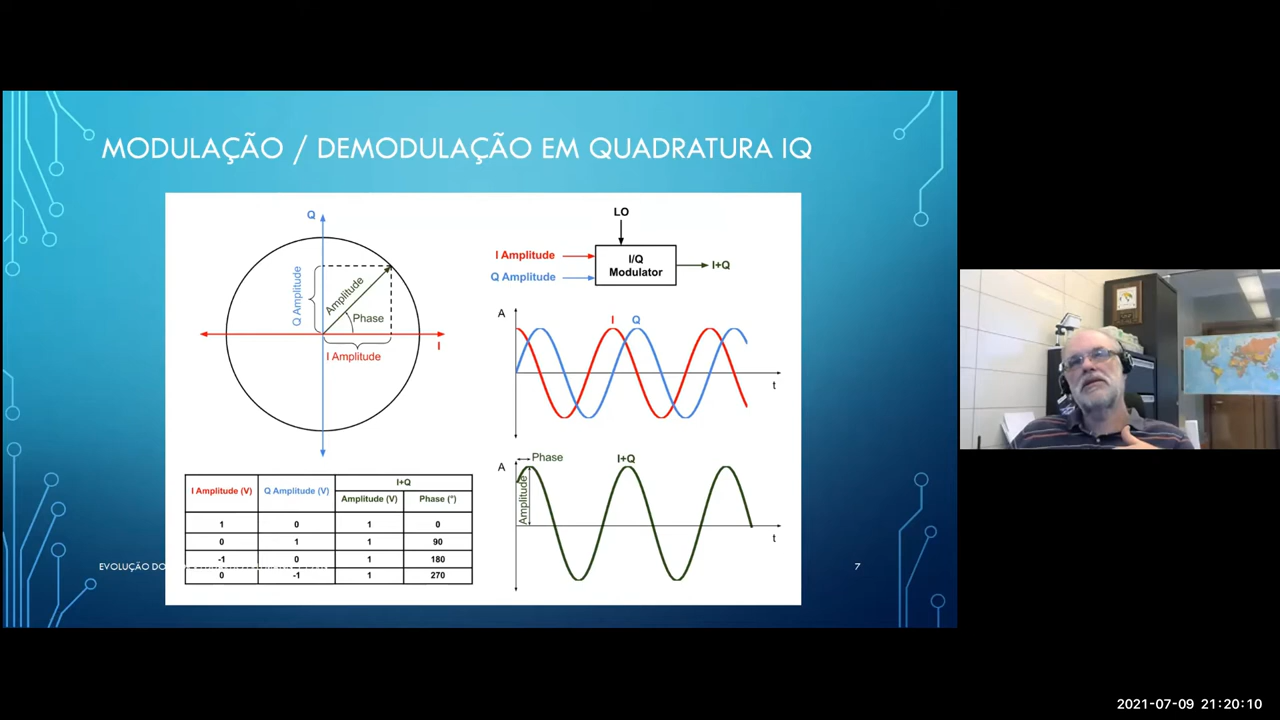 MODULAÇÃO / DEMODULAÇÃO EM QUADRATURA IQ
Q
Q Amplitude
Amplitude
Phase
I Amplitude
I
LO
I Amplitude
Q Amplitude
I/Q
Modulator
I+Q
A
I Q
t
A
Phase
Amplitude
I+Q
t
I Amplitude (V) Q Amplitude (V) I+Q
Amplitude (V) Phase (°)
1 0 1 0
0 1 1 90
-1 0 1 180
0 -1 1 270
EVOLUÇÃO DO
7
2021-07-09 21:20:10